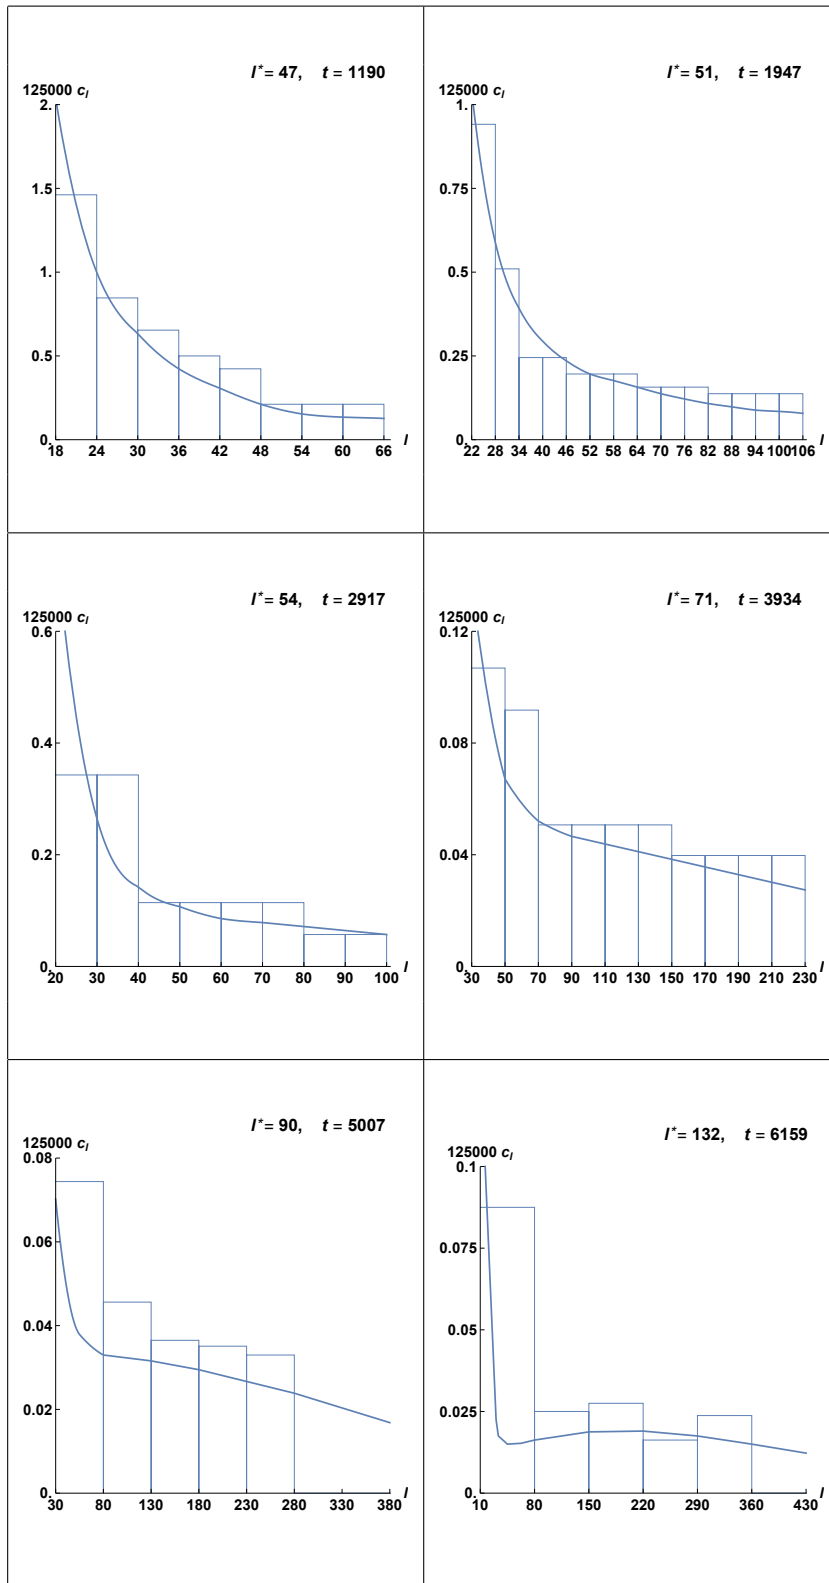 l* = 47, t = 1190
125000 c_l
2.
1.5
1.
0.5
0.
18 24 30 36 42 48 54 60 66 l
l* = 51, t = 1947
125000 c_l
1.
0.75
0.5
0.25
0.
22 28 34 40 46 52 58 64 70 76 82 88 94 100 106 l
l* = 54, t = 2917
125000 c_l
0.6
0.4
0.2
0.
20 30 40 50 60 70 80 90 100 l
l* = 71, t = 3934
125000 c_l
0.12
0.08
0.04
0.
30 50 70 90 110 130 150 170 190 210 230 l
l* = 90, t = 5007
125000 c_l
0.08
0.06
0.04
0.02
0.
30 80 130 180 230 280 330 380 l
l* = 132, t = 6159
125000 c_l
0.1
0.075
0.05
0.025
0.
10 80 150 220 290 360 430 l